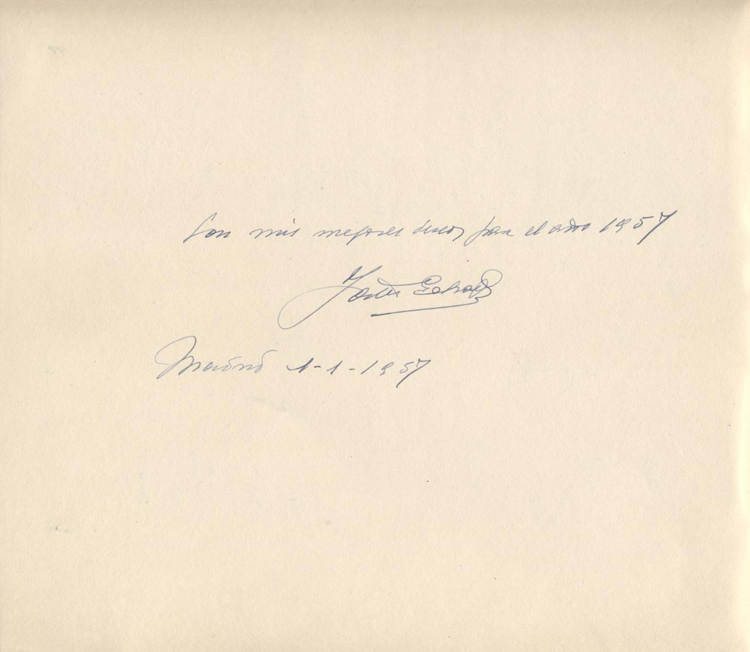 Con mis mejores deseos para el año 1957
Madrid 1-1-1957